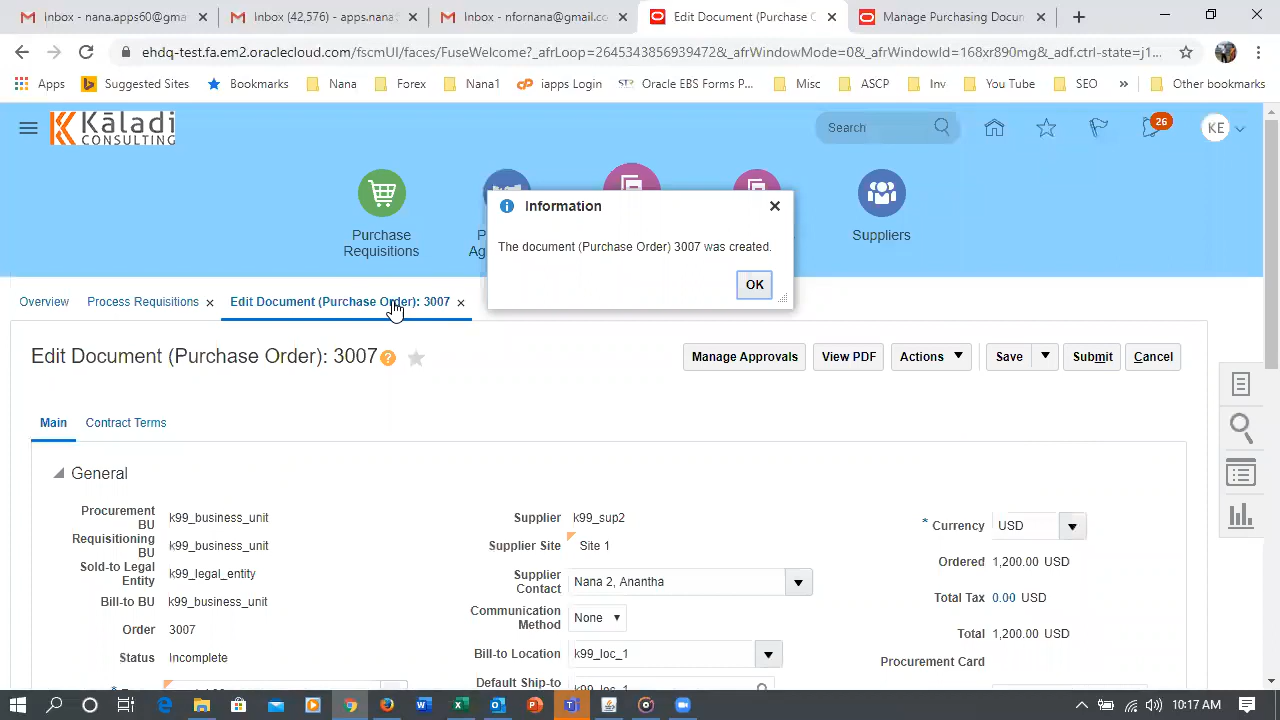 Inbox - nana.apps60@gma
Inbox (42,576) - apps.nana
Inbox - nfornana@gmail.co
Edit Document (Purchase O
Manage Purchasing Docu
ehdq-test.fa.em2.oraclecloud.com/fscmUI/faces/FuseWelcome?_afrLoop=2645343856939472&_afrWindowMode=0&_afrWindowId=168xr890mg&_adf.ctrl-state=j1...
Apps
Suggested Sites
Bookmarks
Nana
Forex
Nana1
iapps Login
Oracle EBS Forms P...
Misc
ASCP
Inv
You Tube
SEO
»
Other bookmarks
Kāladi
CONSULTING
Search
26
KE
Purchase
Requisitions
P
Ag
Suppliers
Information
The document (Purchase Order) 3007 was created.
OK
Overview
Process Requisitions
Edit Document (Purchase Order): 3007
Edit Document (Purchase Order): 3007
Manage Approvals
View PDF
Actions
Save
Submit
Cancel
Main
Contract Terms
General
Procurement
BU
k99_business_unit
Requisitioning
BU
k99_business_unit
Sold-to Legal
Entity
k99_legal_entity
Bill-to BU
k99_business_unit
Order
3007
Status
Incomplete
Supplier
k99_sup2
Supplier Site
Site 1
Supplier
Contact
Nana 2, Anantha
Communication
Method
None
Bill-to Location
k99_loc_1
Default Ship-to
k99_loc_1
* Currency
USD
Ordered
1,200.00 USD
Total Tax
0.00 USD
Total
1,200.00 USD
Procurement Card
10:17 AM